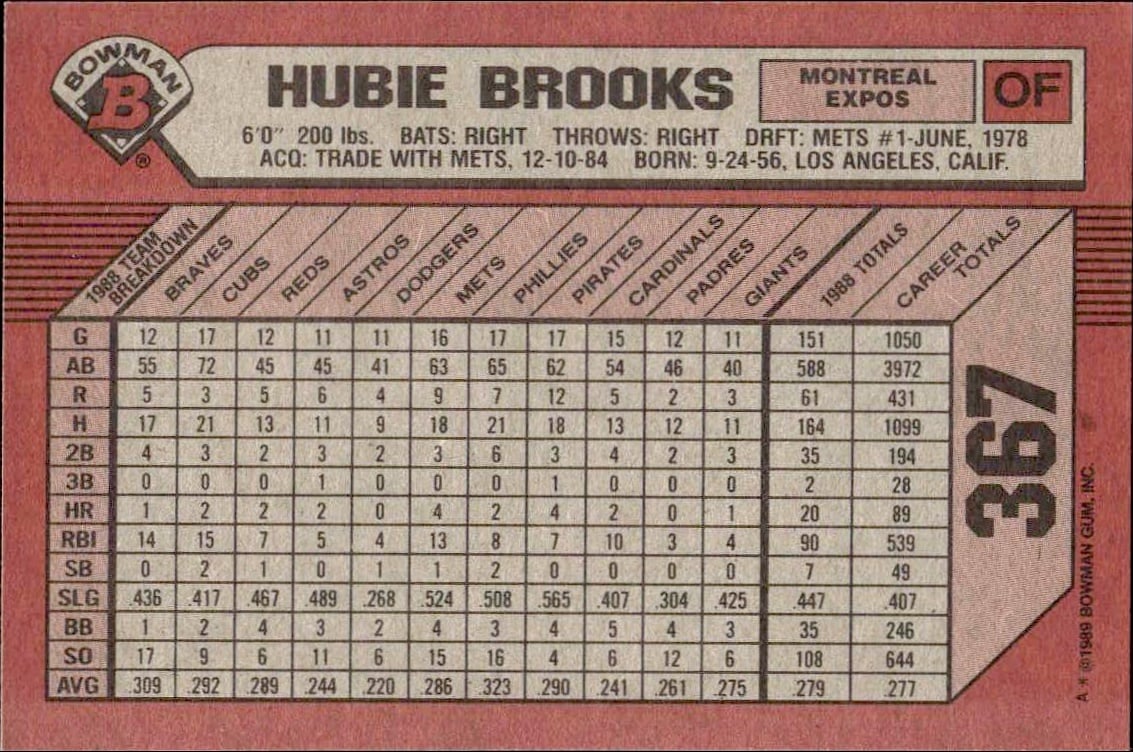 BOWMAN
B
®
HUBIE BROOKS
MONTREAL
EXPOS
OF
6'0" 200 lbs. BATS: RIGHT THROWS: RIGHT DRFT: METS #1-JUNE, 1978
ACQ: TRADE WITH METS, 12-10-84 BORN: 9-24-56, LOS ANGELES, CALIF.
1988 TEAM
BREAKDOWN BRAVES CUBS REDS ASTROS DODGERS METS PHILLIES PIRATES CARDINALS PADRES GIANTS 1988 TOTALS CAREER
TOTALS
G 12 17 12 11 11 16 17 17 15 12 11 151 1050
AB 55 72 45 45 41 63 65 62 54 46 40 588 3972
R 5 3 5 6 4 9 7 12 5 2 3 61 431
H 17 21 13 11 9 18 21 18 13 12 11 164 1099
2B 4 3 2 3 2 3 6 3 4 2 3 35 194
3B 0 0 0 1 0 0 0 1 0 0 0 2 28
HR 1 2 2 2 0 4 2 4 2 0 1 20 89
RBI 14 15 7 5 4 13 8 7 10 3 4 90 539
SB 0 2 1 0 1 1 2 0 0 0 0 7 49
SLG .436 .417 .467 .489 .268 .524 .508 .565 .407 .304 .425 .447 .407
BB 1 2 4 3 2 4 3 4 5 4 3 35 246
SO 17 9 6 11 6 15 16 4 6 12 6 108 644
AVG .309 .292 .289 .244 .220 .286 .323 .290 .241 .261 .275 .279 .277
367
A * ©1989 BOWMAN GUM, INC.